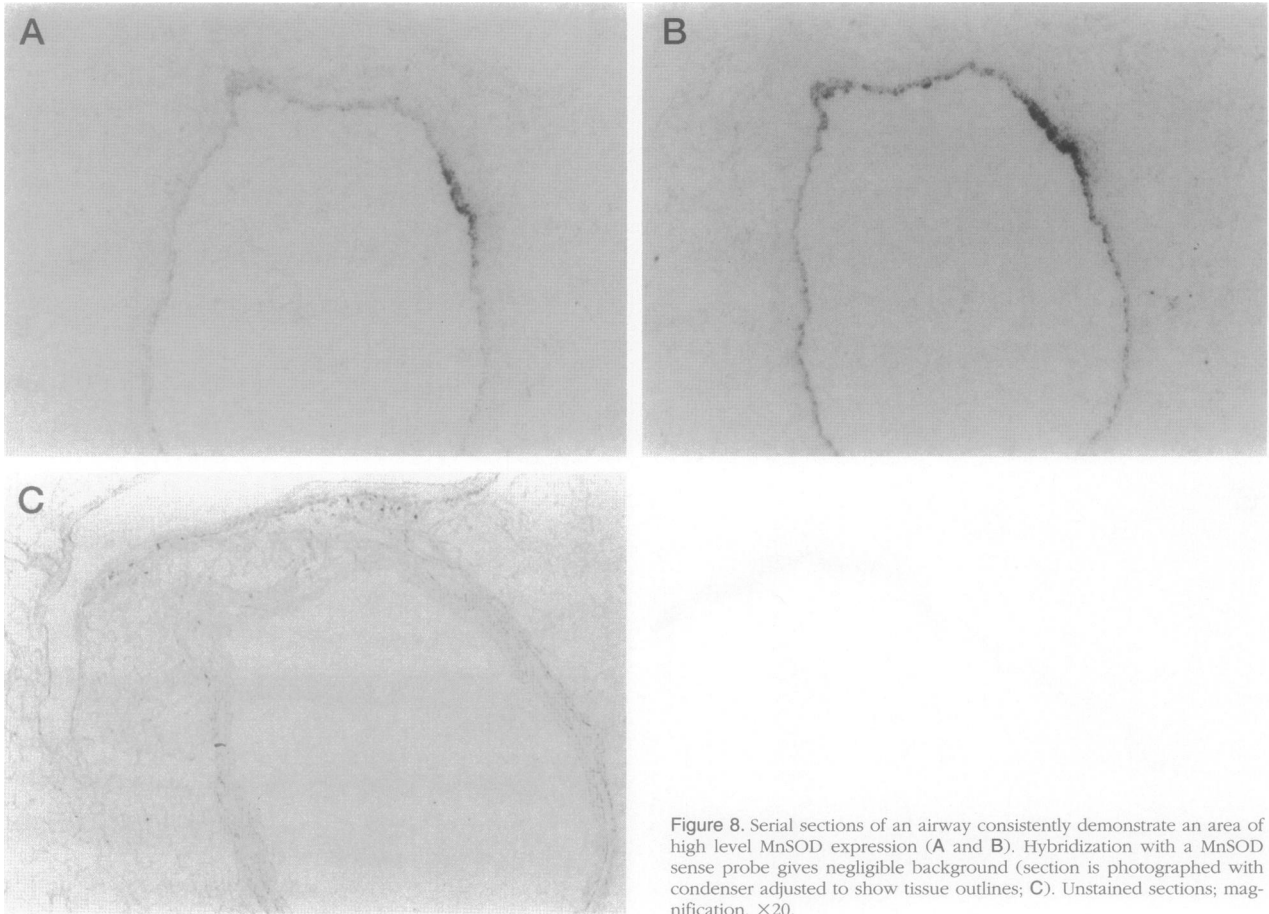 A
B
C
Figure 8. Serial sections of an airway consistently demonstrate an area of
high level MnSOD expression (A and B). Hybridization with a MnSOD
sense probe gives negligible background (section is photographed with
condenser adjusted to show tissue outlines; C). Unstained sections; mag-
nification, ×20.